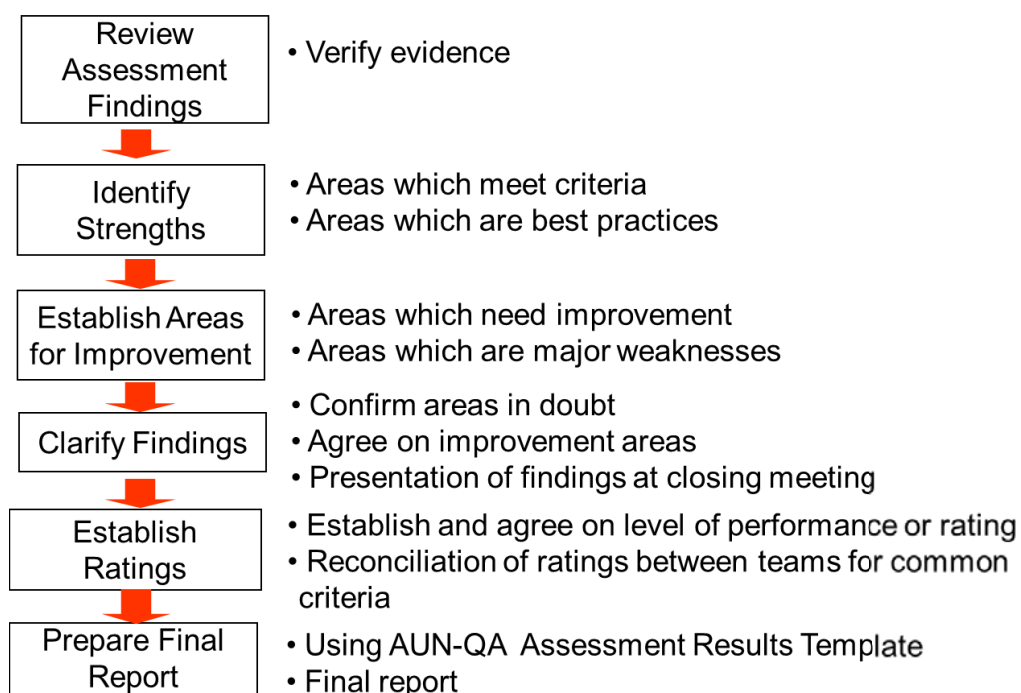 Review
Assessment
Findings
• Verify evidence
Identify
Strengths
• Areas which meet criteria
• Areas which are best practices
Establish Areas
for Improvement
• Areas which need improvement
• Areas which are major weaknesses
Clarify Findings
• Confirm areas in doubt
• Agree on improvement areas
• Presentation of findings at closing meeting
Establish
Ratings
• Establish and agree on level of performance or rating
• Reconciliation of ratings between teams for common
criteria
Prepare Final
Report
• Using AUN-QA Assessment Results Template
• Final report